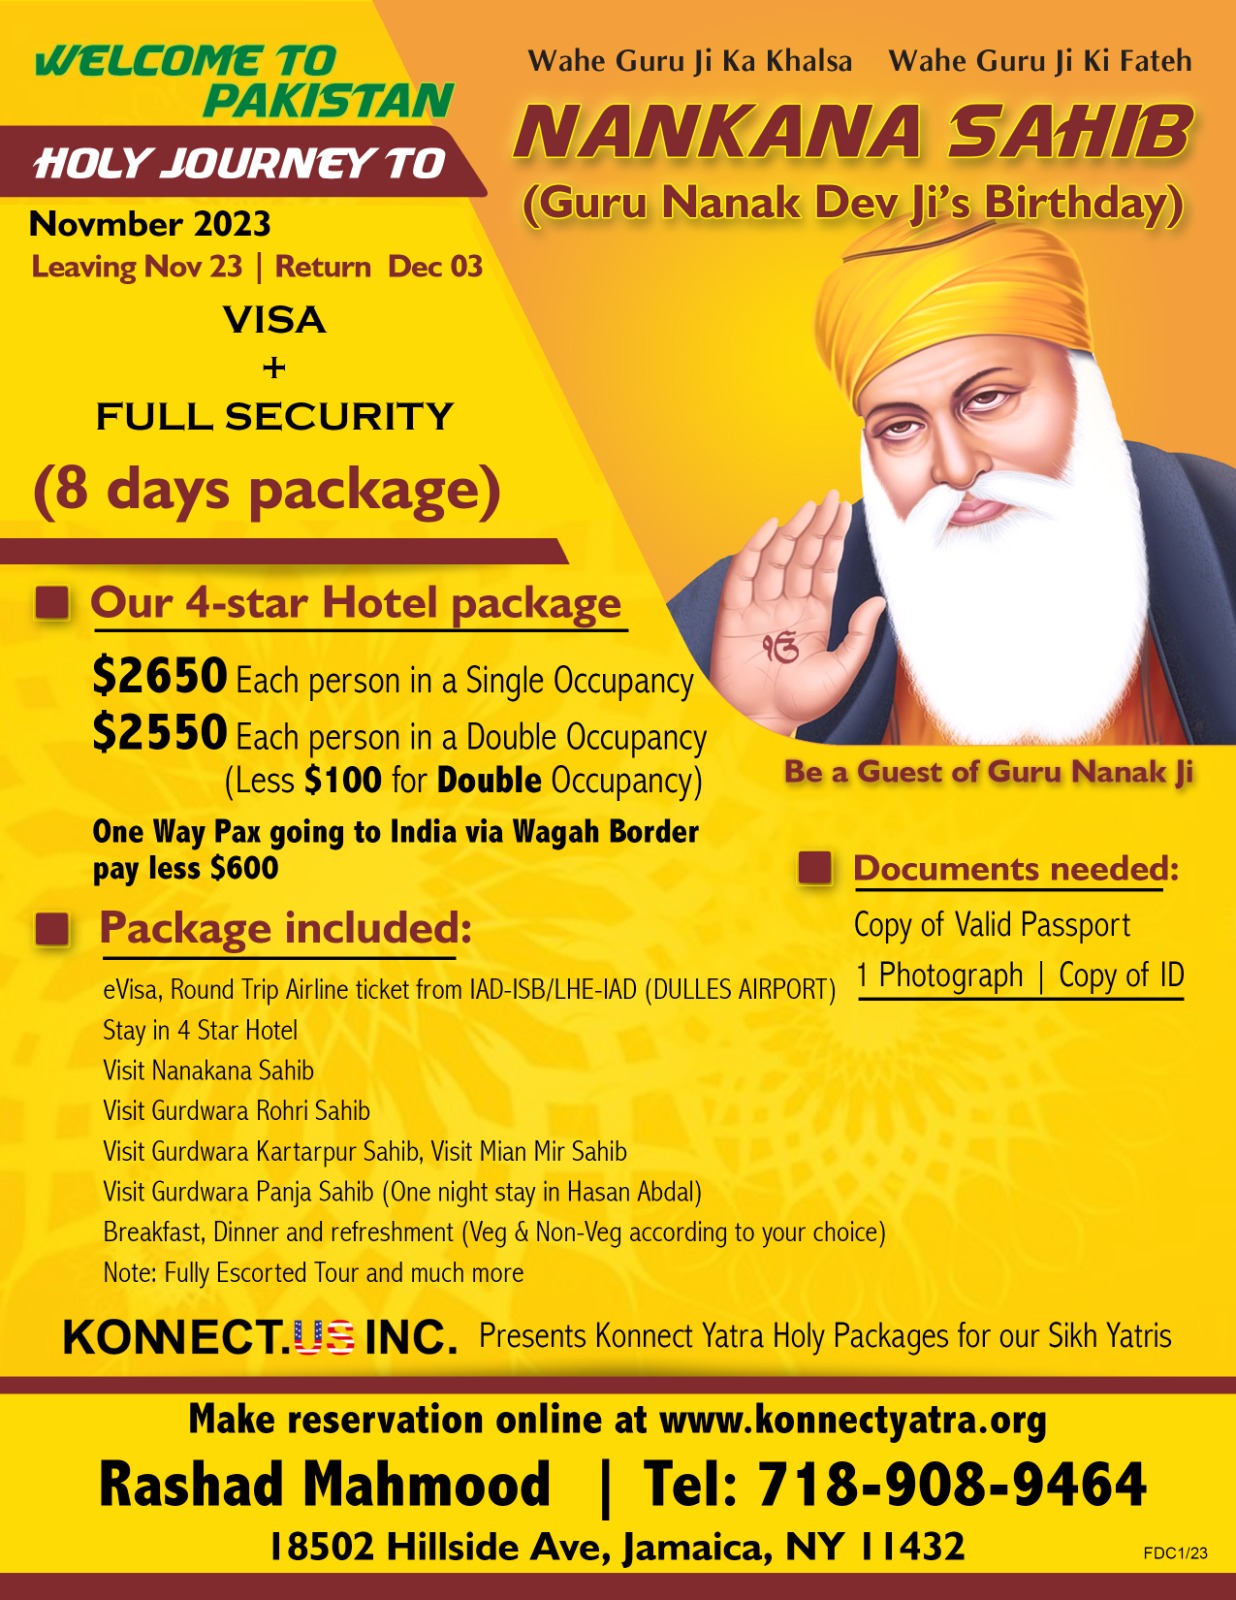 WELCOME TO
PAKISTAN
HOLY JOURNEY TO
Wahe Guru Ji Ka Khalsa Wahe Guru Ji Ki Fateh
NANKANA SAHIB
(Guru Nanak Dev Ji's Birthday)
Novmber 2023
Leaving Nov 23 | Return Dec 03
VISA
+
FULL SECURITY
(8 days package)
ੴ
Be a Guest of Guru Nanak Ji
Our 4-star Hotel package
$2650 Each person in a Single Occupancy
$2550 Each person in a Double Occupancy
(Less $100 for Double Occupancy)
One Way Pax going to India via Wagah Border
pay less $600
Documents needed:
Copy of Valid Passport
1 Photograph | Copy of ID
Package included:
eVisa, Round Trip Airline ticket from IAD-ISB/LHE-IAD (DULLES AIRPORT)
Stay in 4 Star Hotel
Visit Nanakana Sahib
Visit Gurdwara Rohri Sahib
Visit Gurdwara Kartarpur Sahib, Visit Mian Mir Sahib
Visit Gurdwara Panja Sahib (One night stay in Hasan Abdal)
Breakfast, Dinner and refreshment (Veg & Non-Veg according to your choice)
Note: Fully Escorted Tour and much more
KONNECT.US INC. Presents Konnect Yatra Holy Packages for our Sikh Yatris
Make reservation online at www.konnectyatra.org
Rashad Mahmood | Tel: 718-908-9464
18502 Hillside Ave, Jamaica, NY 11432
FDC1/23